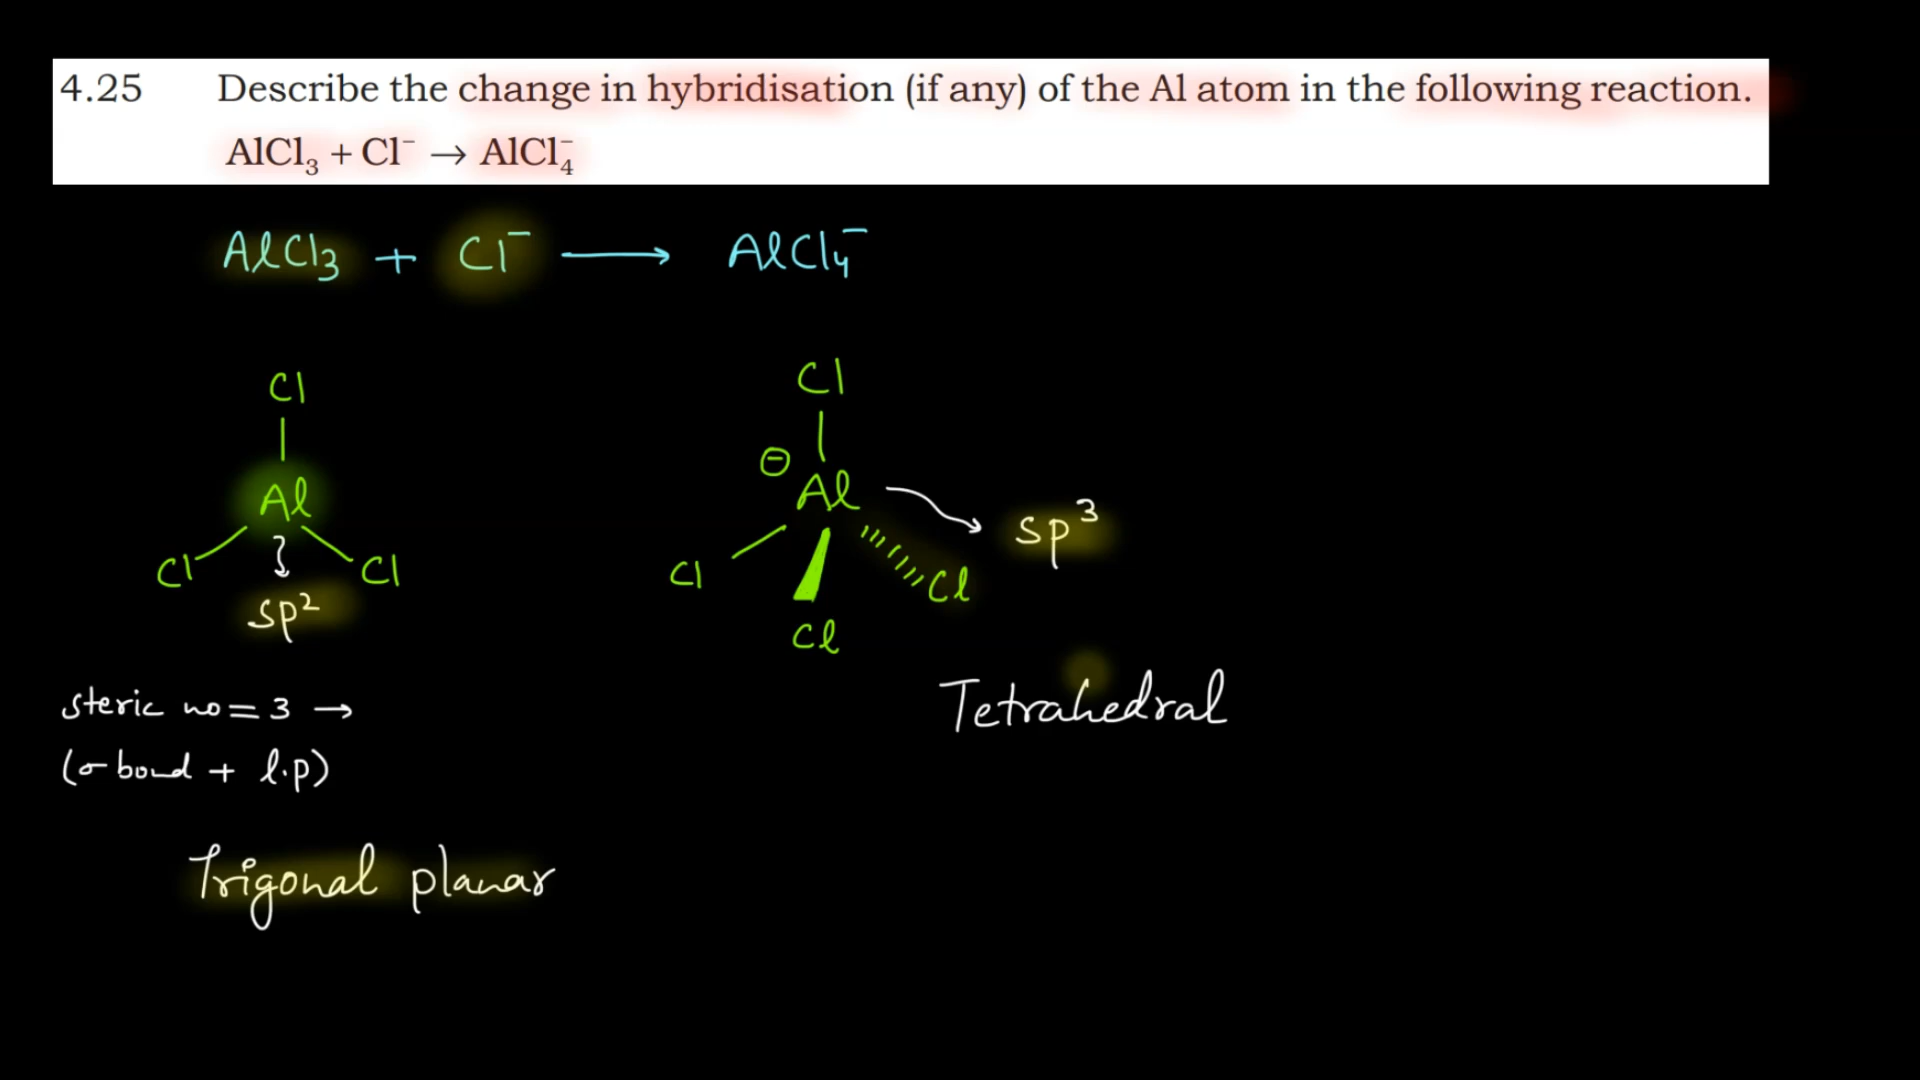 4.25 Describe the change in hybridisation (if any) of the Al atom in the following reaction.
AlCl₃ + Cl⁻ → AlCl₄⁻
AlCl₃ + Cl⁻ → AlCl₄⁻
Cl
Al
Cl Cl
sp²
Cl
⊖
Al
sp³
Cl
Cl
Cl
steric no = 3 →
(σ bond + l.p)
Trigonal planar
Tetrahedral